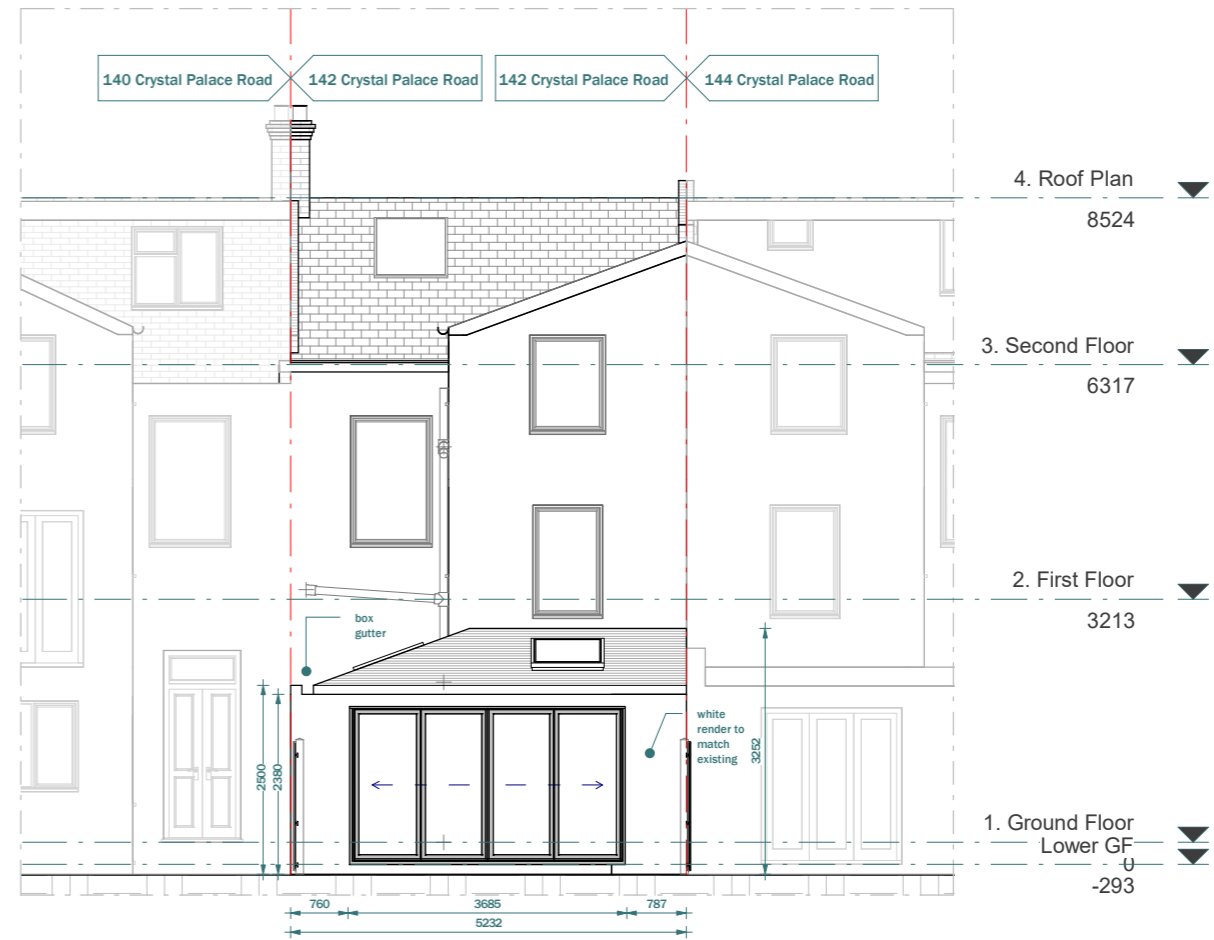 140 Crystal Palace Road
142 Crystal Palace Road
142 Crystal Palace Road
144 Crystal Palace Road
4. Roof Plan
8524
3. Second Floor
6317
2. First Floor
3213
box
gutter
white
render to
match
existing
3252
2500
2380
1. Ground Floor
Lower GF
0
-293
760
3685
787
5232